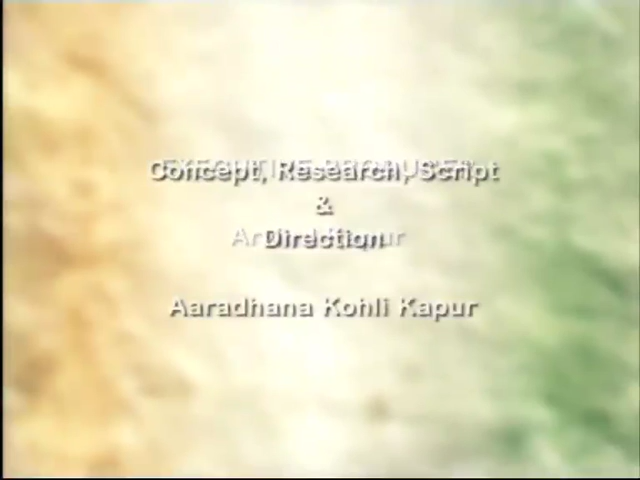 Concept, Research, Script
&
Direction
Aaradhana Kohli Kapur